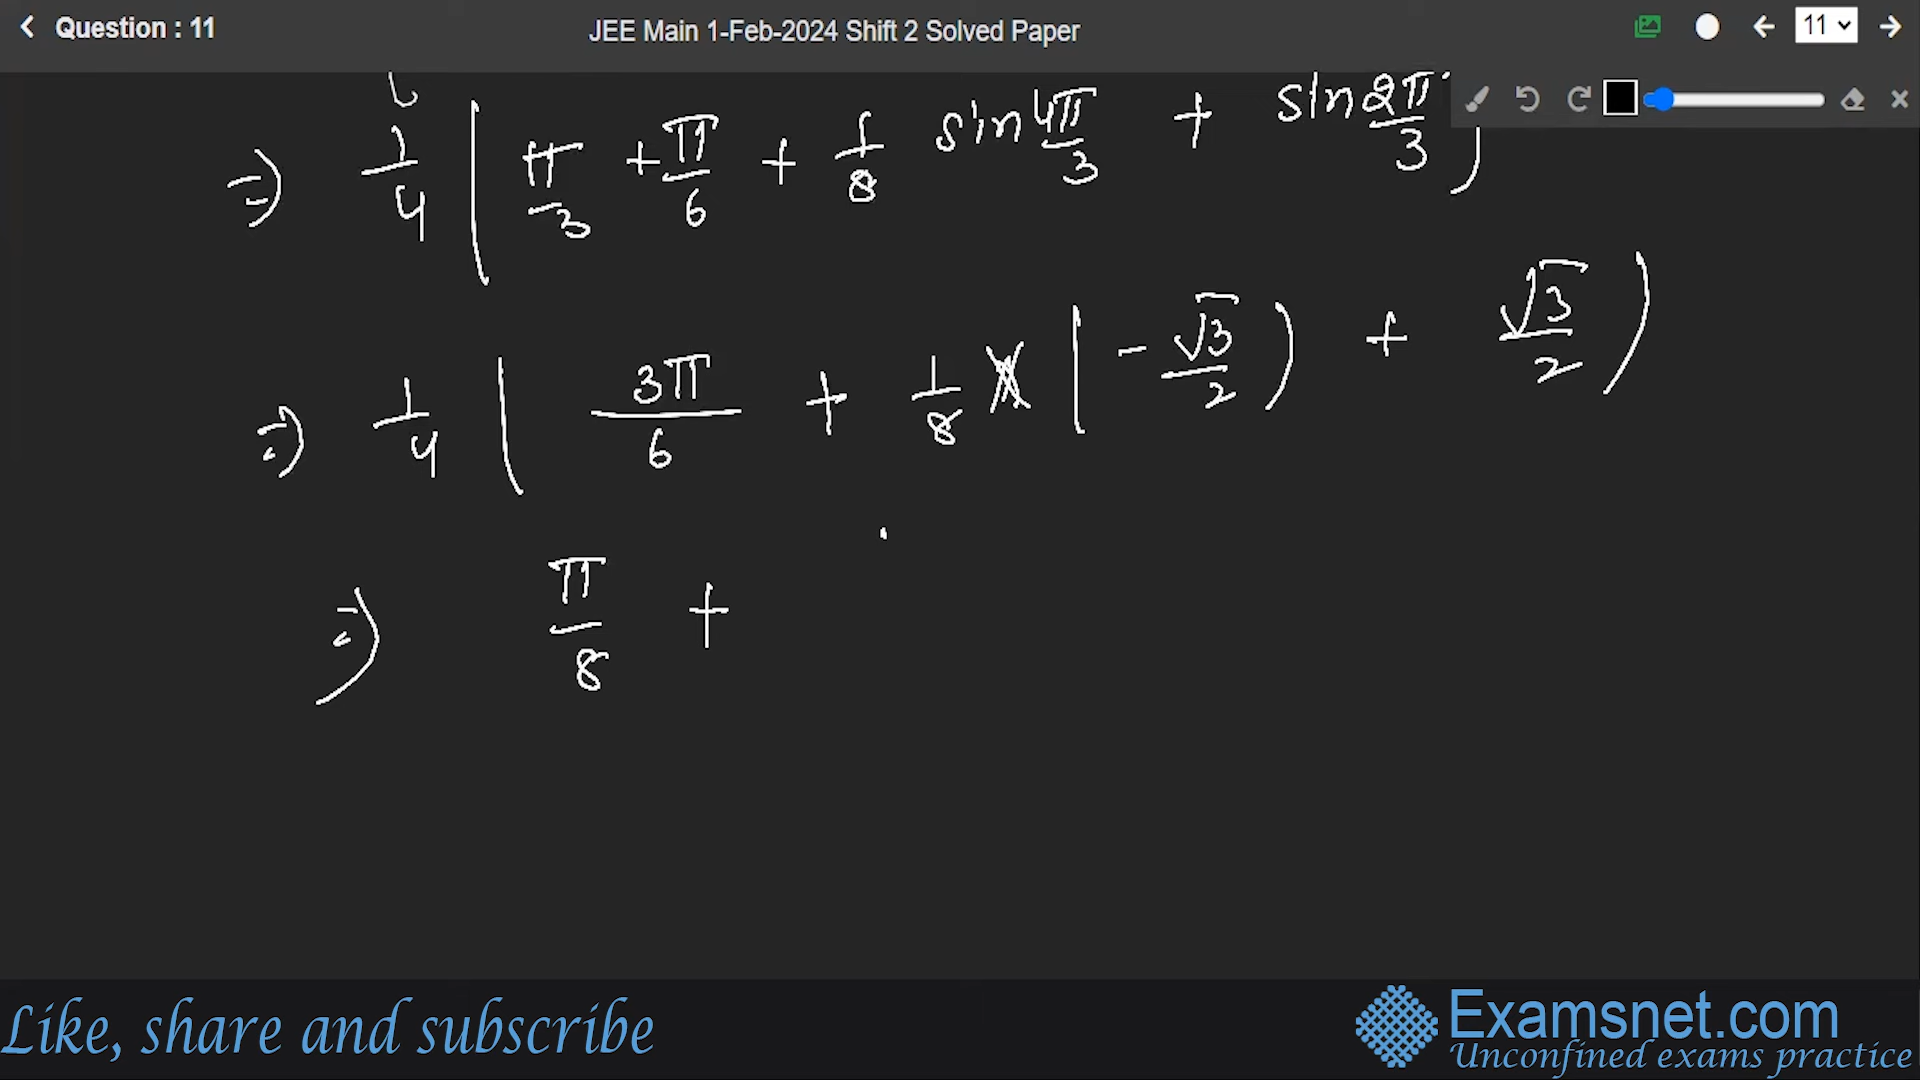 Question : 11
JEE Main 1-Feb-2024 Shift 2 Solved Paper
11
⇒ 1/4 ( π/3 + π/6 + 1/8 sin 4π/3 + sin 2π/3 )
⇒ 1/4 ( 3π/6 + 1/8 ( - √3/2 ) + √3/2 )
⇒ π/8 +
Like, share and subscribe
Examsnet.com
Unconfined exams practice